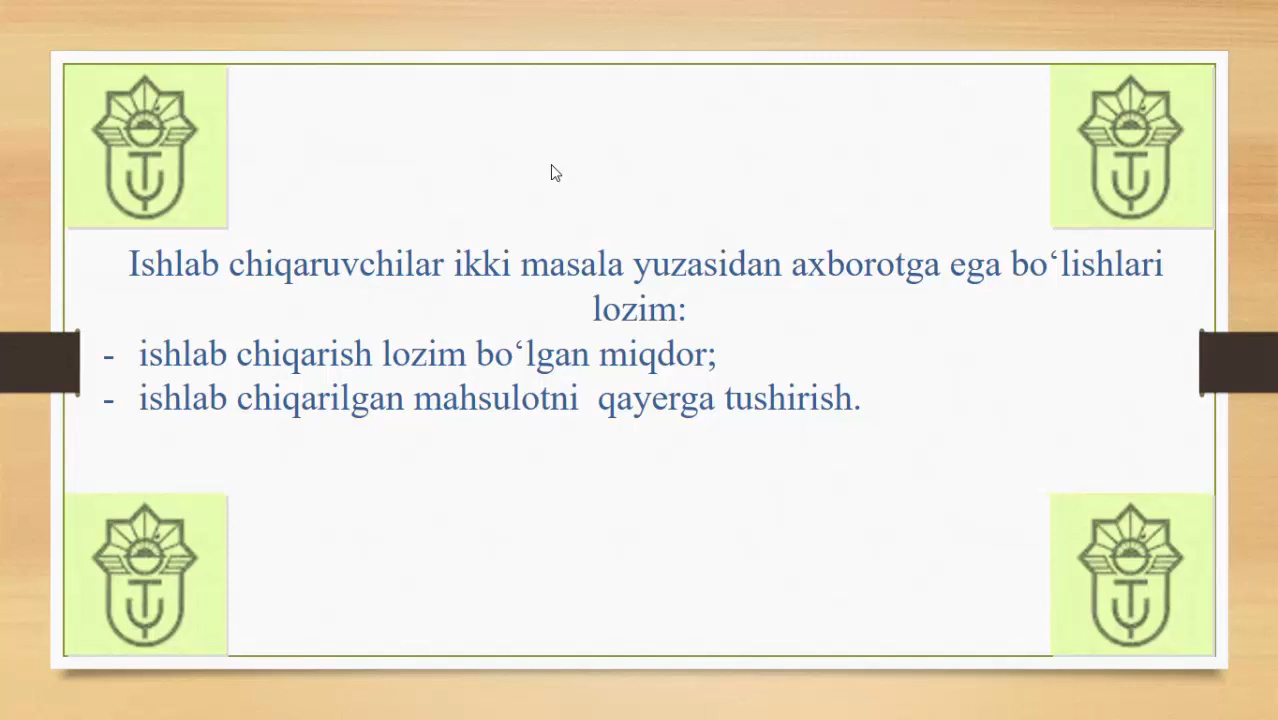 Ishlab chiqaruvchilar ikki masala yuzasidan axborotga ega bo‘lishlari
lozim:
- ishlab chiqarish lozim bo‘lgan miqdor;
- ishlab chiqarilgan mahsulotni qayerga tushirish.